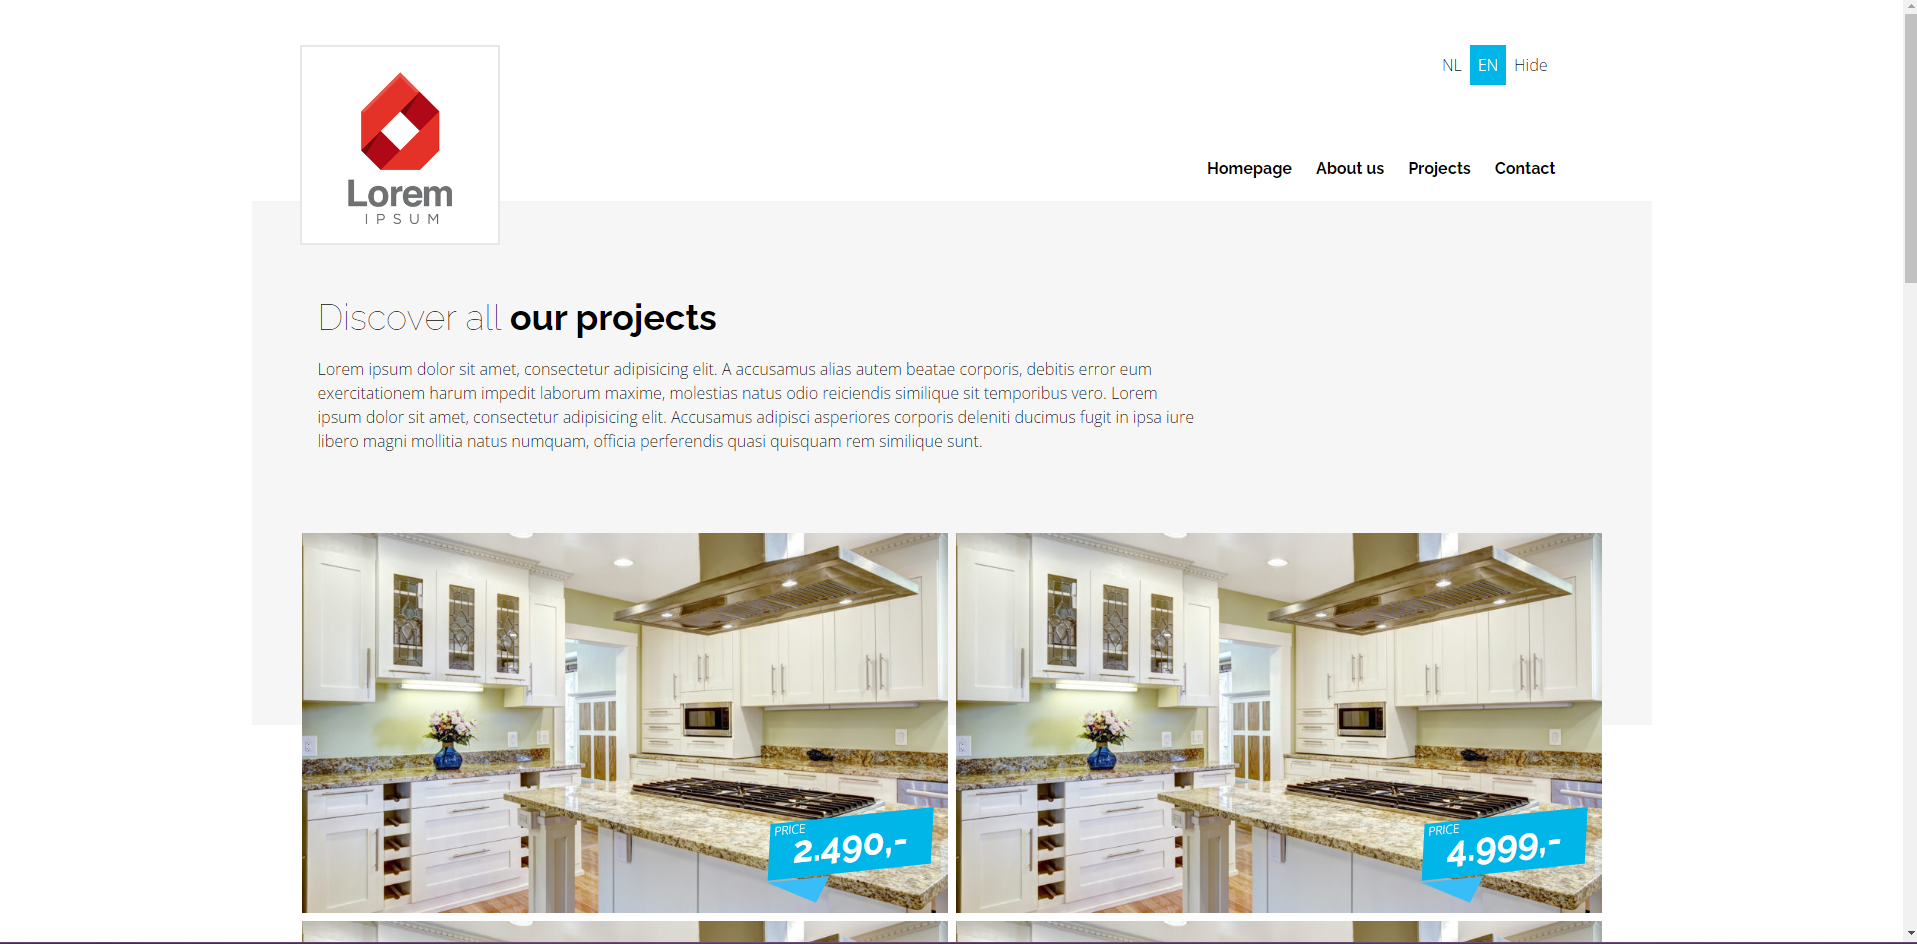 NL EN Hide
Lorem
IPSUM
Homepage About us Projects Contact
Discover all our projects
Lorem ipsum dolor sit amet, consectetur adipisicing elit. A accusamus alias autem beatae corporis, debitis error eum
exercitationem harum impedit laborum maxime, molestias natus odio reiciendis similique sit temporibus vero. Lorem
ipsum dolor sit amet, consectetur adipisicing elit. Accusamus adipisci asperiores corporis deleniti ducimus fugit in ipsa iure
libero magni mollitia natus numquam, officia perferendis quasi quisquam rem similique sunt.
PRICE
2.490,-
PRICE
4.999,-